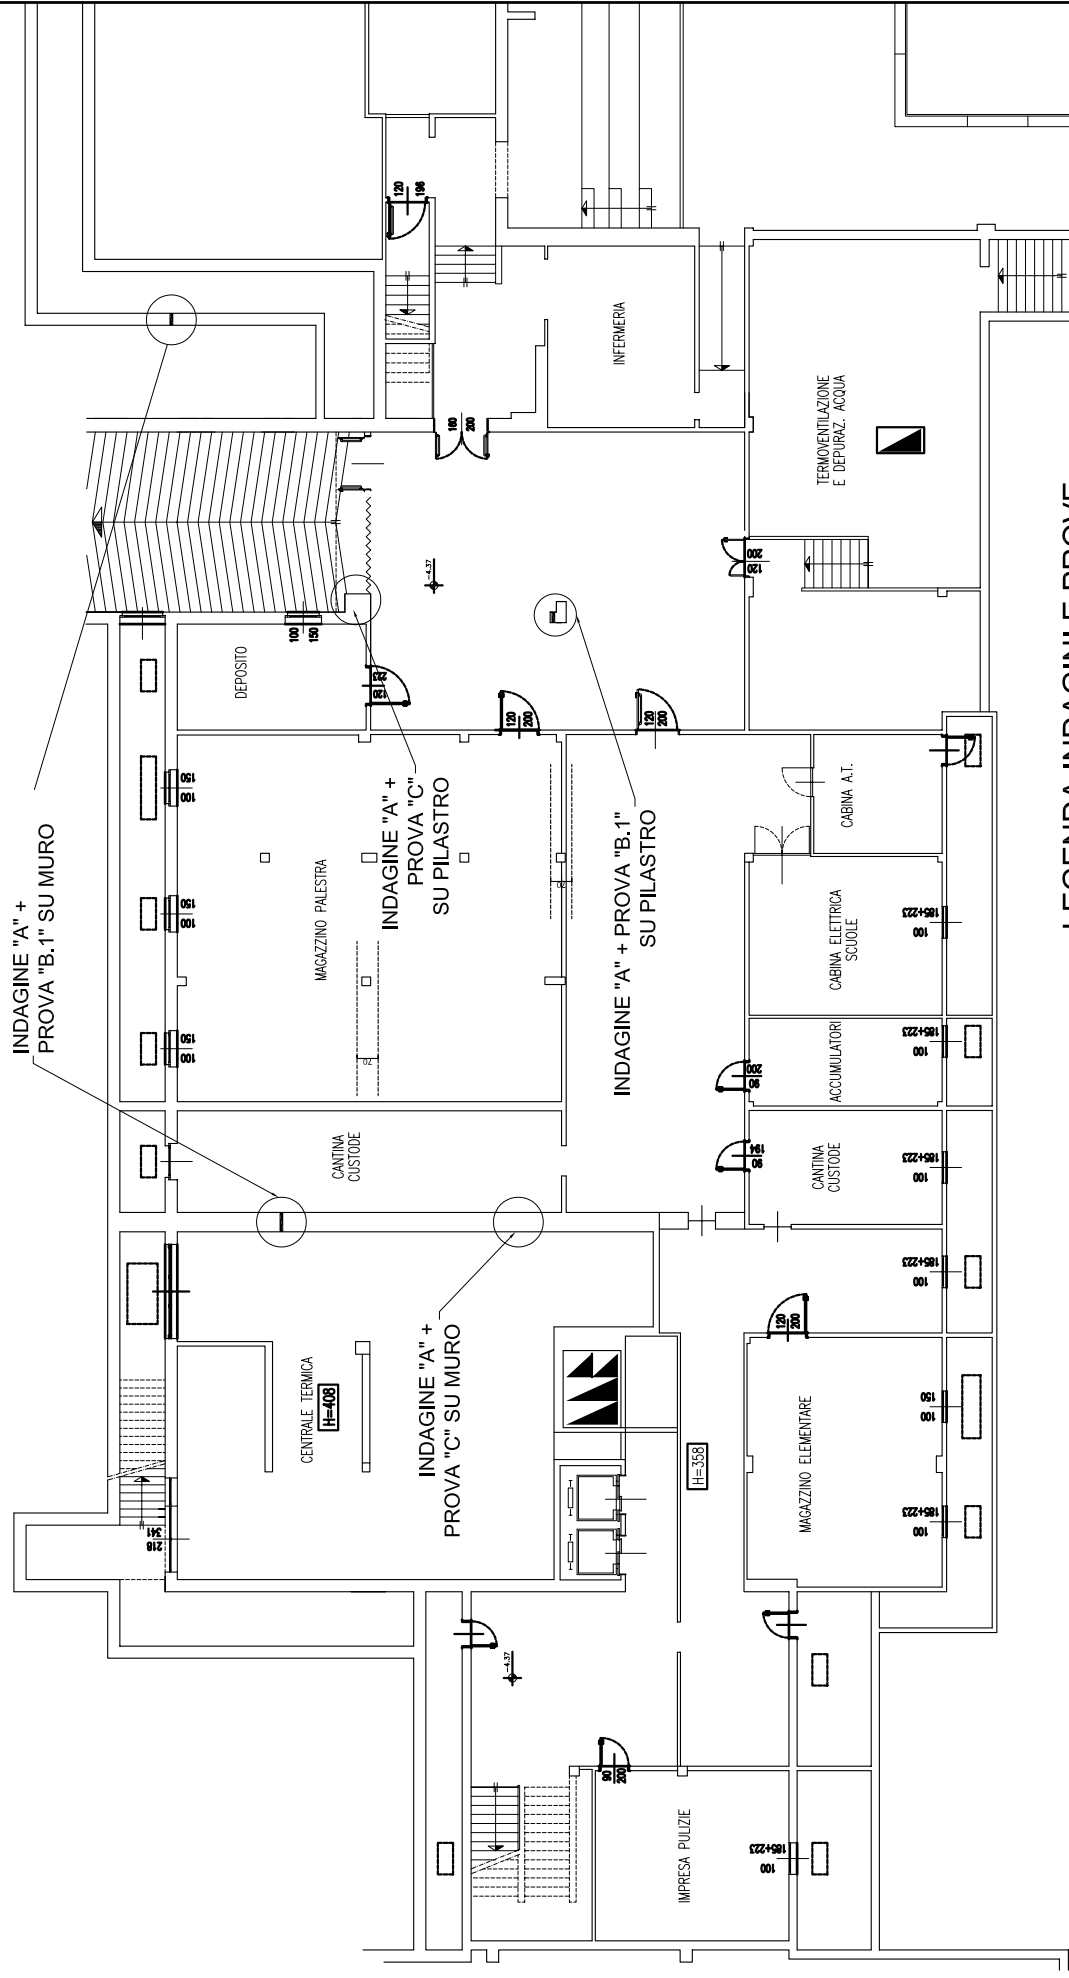 INDAGINE "A" +
PROVA "B.1" SU MURO
218
341
100
150
100
150
100
150
DEPOSITO
100
150
CENTRALE TERMICA
H=408
CANTINA
CUSTODE
MAGAZZINO PALESTRA
70
120
223
INDAGINE "A" +
PROVA "C"
SU PILASTRO
INDAGINE "A" +
PROVA "C" SU MURO
120
196
-4.37
160
200
-4.37
120
200
70
INFERMERIA
90
200
INDAGINE "A" + PROVA "B.1"
SU PILASTRO
120
200
H=358
IMPRESA PULIZIE
100
185+223
90
194
90
200
120
200
120
200
MAGAZZINO ELEMENTARE
CANTINA
CUSTODE
ACCUMULATORI
CABINA ELETTRICA
SCUOLE
CABINA A.T.
TERMOVENTILAZIONE
E DEPURAZ. ACQUA
100
185+223
100
150
100
185+223
100
185+223
100
185+223
100
185+223
LEGENDA INDAGINI E PROVE